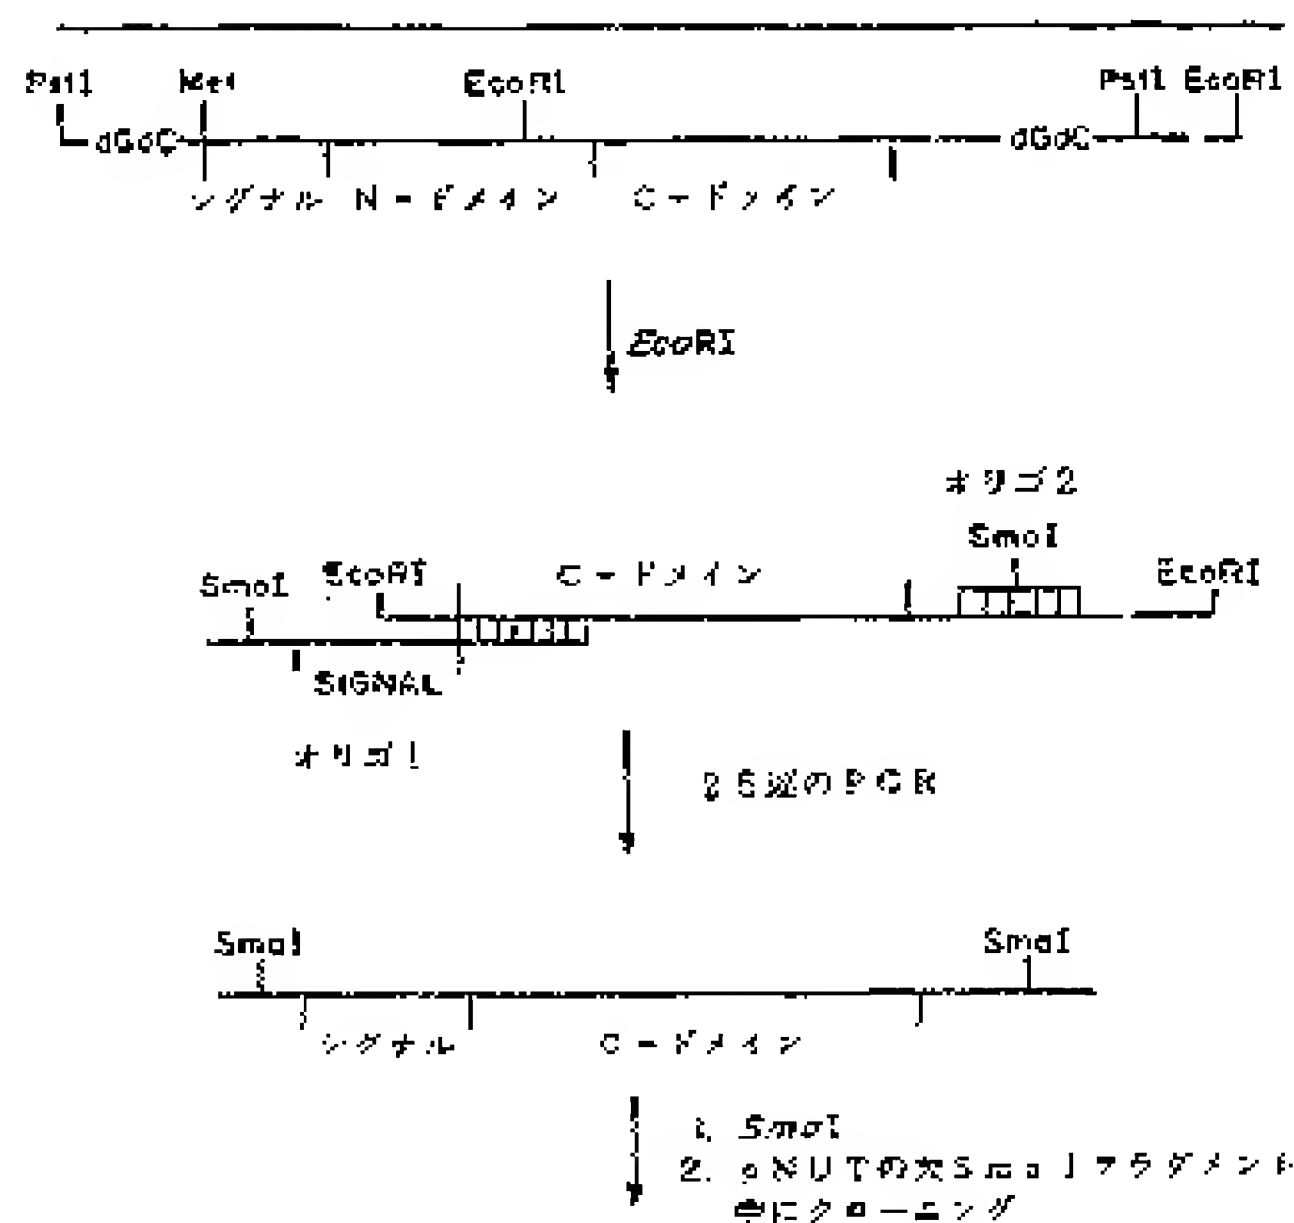 PstI Met EcoRI PstI EcoRI
dGdC dGdC
シグナル N-ドメイン C-ドメイン
EcoRI
オリゴ2
SmaI
SmaI EcoRI C-ドメイン EcoRI
SIGNAL
オリゴ1
25巡のPCR
SmaI SmaI
シグナル C-ドメイン
1. SmaI
2. pNUTの大SmaIフラグメント
中にクローニング